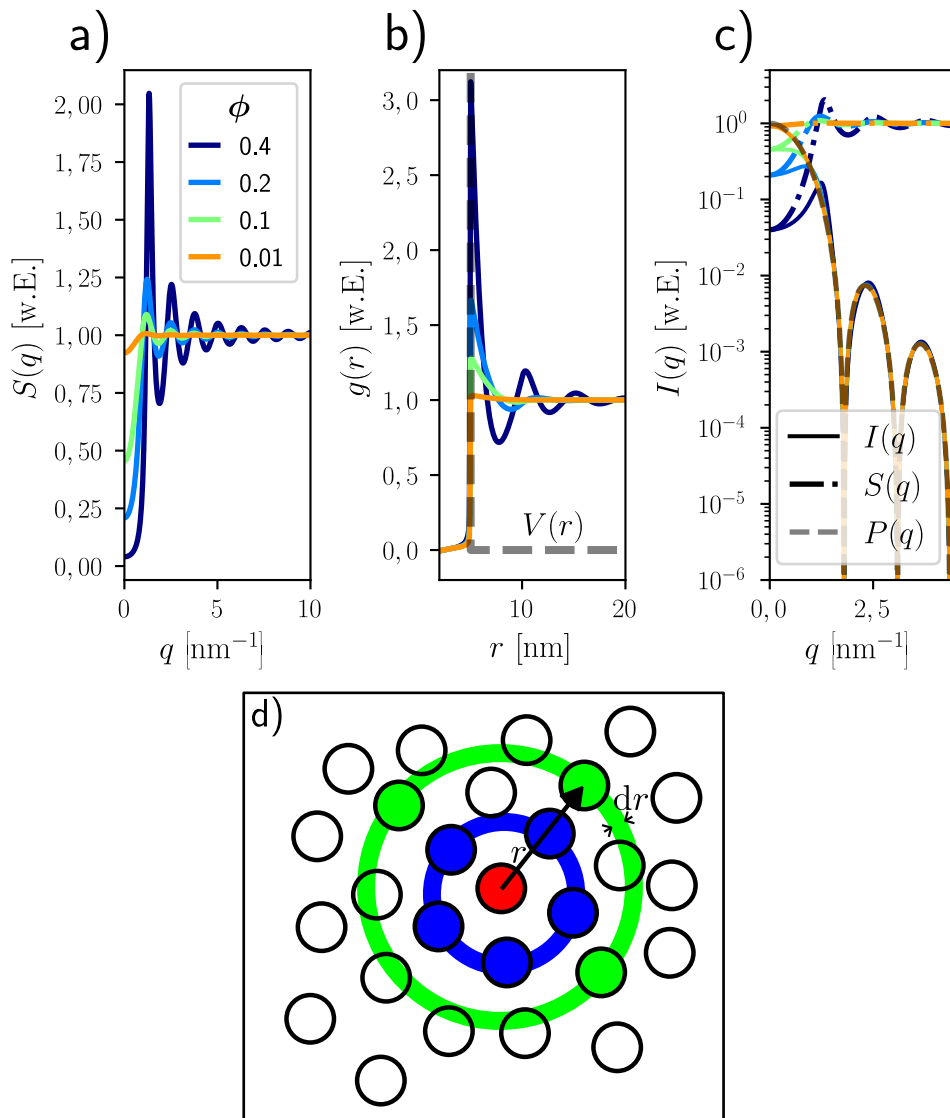 a)
S(q) [w.E.]
2,00
1,75
1,50
1,25
1,00
0,75
0,50
0,25
0,00
0
5
10
q [nm⁻¹]
ϕ
0.4
0.2
0.1
0.01
b)
g(r) [w.E.]
3,0
2,5
2,0
1,5
1,0
0,5
0,0
10
20
r [nm]
V(r)
c)
I(q) [w.E.]
10⁰
10⁻¹
10⁻²
10⁻³
10⁻⁴
10⁻⁵
10⁻⁶
0,0
2,5
q [nm⁻¹]
I(q)
S(q)
P(q)
d)
dr
r